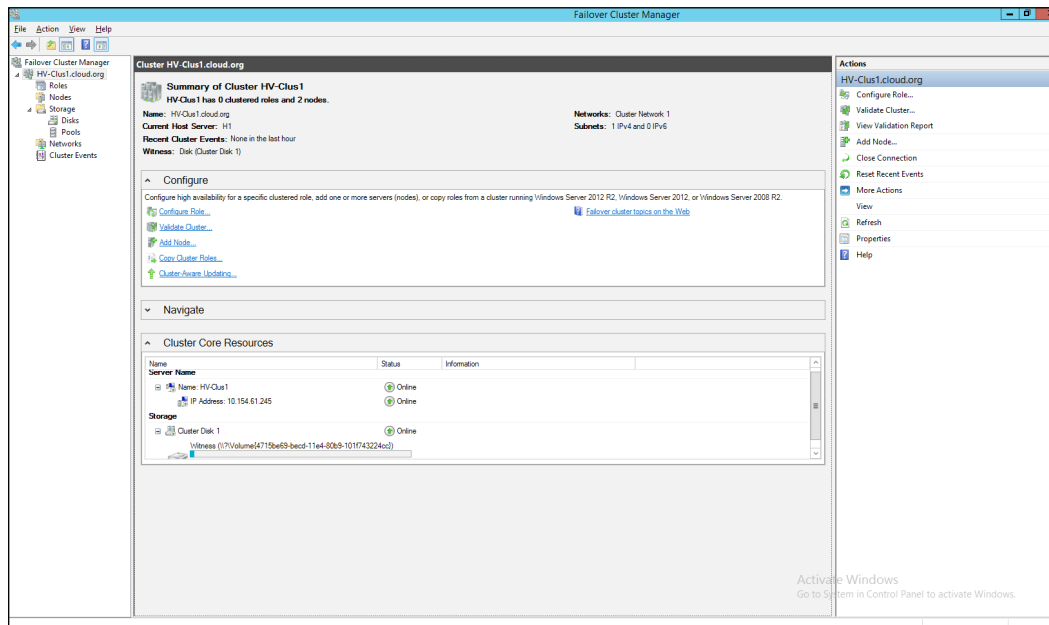 Failover Cluster Manager
File Action View Help
Failover Cluster Manager
HV-Clus1.cloud.org
Roles
Nodes
Storage
Disks
Pools
Networks
Cluster Events
Cluster HV-Clus1.cloud.org
Summary of Cluster HV-Clus1
HV-Clus1 has 0 clustered roles and 2 nodes.
Name: HV-Clus1.cloud.org
Networks: Cluster Network 1
Current Host Server: H1
Subnets: 1 IPv4 and 0 IPv6
Recent Cluster Events: None in the last hour
Witness: Disk (Cluster Disk 1)
Configure
Configure high availability for a specific clustered role, add one or more servers (nodes), or copy roles from a cluster running Windows Server 2012 R2, Windows Server 2012, or Windows Server 2008 R2.
Configure Role...
Failover cluster topics on the Web
Validate Cluster...
Add Node...
Copy Cluster Roles...
Cluster-Aware Updating...
Navigate
Cluster Core Resources
Name Status Information
Server Name
Name: HV-Clus1 Online
IP Address: 10.154.61.245 Online
Storage
Cluster Disk 1 Online
Witness (\\?\Volume{4715be69-becd-11e4-80b9-101f743224cc})
Actions
HV-Clus1.cloud.org
Configure Role...
Validate Cluster...
View Validation Report
Add Node...
Close Connection
Reset Recent Events
More Actions
View
Refresh
Properties
Help
Activate Windows
Go to System in Control Panel to activate Windows.